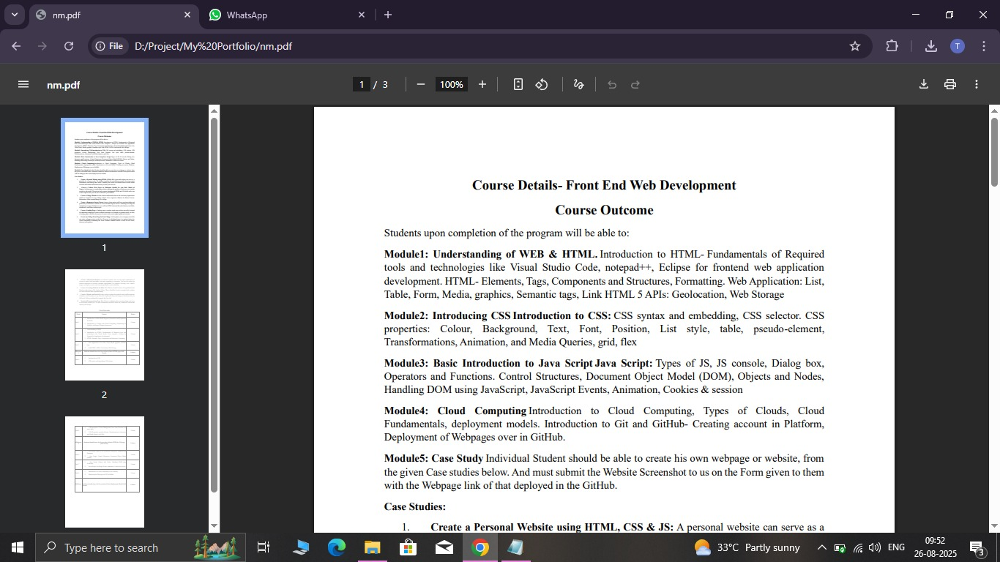 nm.pdf
WhatsApp
File
D:/Project/My%20Portfolio/nm.pdf
T
nm.pdf
1 / 3
100%
1
2
Course Details- Front End Web Development
Course Outcome
Students upon completion of the program will be able to:
Module1: Understanding of WEB & HTML. Introduction to HTML- Fundamentals of Required
tools and technologies like Visual Studio Code, notepad++, Eclipse for frontend web application
development. HTML- Elements, Tags, Components and Structures, Formatting. Web Application: List,
Table, Form, Media, graphics, Semantic tags, Link HTML 5 APIs: Geolocation, Web Storage
Module2: Introducing CSS Introduction to CSS: CSS syntax and embedding, CSS selector. CSS
properties: Colour, Background, Text, Font, Position, List style, table, pseudo-element,
Transformations, Animation, and Media Queries, grid, flex
Module3: Basic Introduction to Java Script Java Script: Types of JS, JS console, Dialog box,
Operators and Functions. Control Structures, Document Object Model (DOM), Objects and Nodes,
Handling DOM using JavaScript, JavaScript Events, Animation, Cookies & session
Module4: Cloud Computing Introduction to Cloud Computing, Types of Clouds, Cloud
Fundamentals, deployment models. Introduction to Git and GitHub- Creating account in Platform,
Deployment of Webpages over in GitHub.
Module5: Case Study Individual Student should be able to create his own webpage or website, from
the given Case studies below. And must submit the Website Screenshot to us on the Form given to them
with the Webpage link of that deployed in the GitHub.
Case Studies:
1. Create a Personal Website using HTML, CSS & JS: A personal website can serve as a
Type here to search
33°C Partly sunny
ENG
09:52
26-08-2025
3